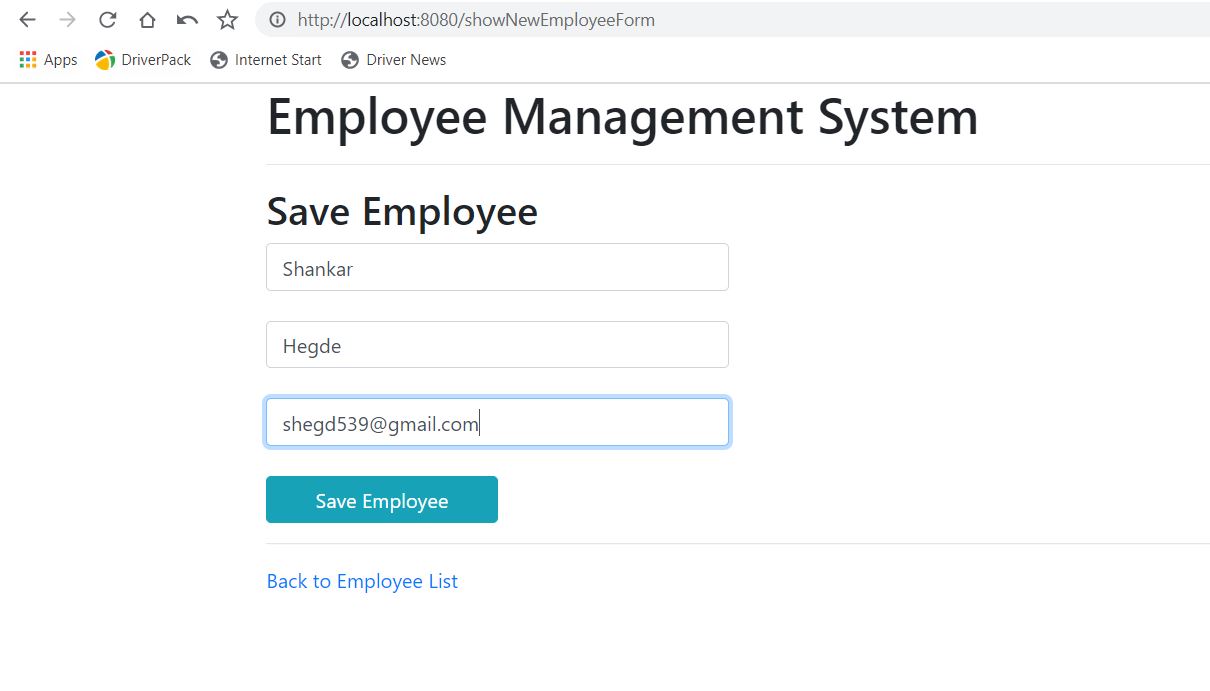 http://localhost:8080/showNewEmployeeForm
Apps DriverPack Internet Start Driver News
Employee Management System
Save Employee
Shankar
Hegde
shegd539@gmail.com
Save Employee
Back to Employee List